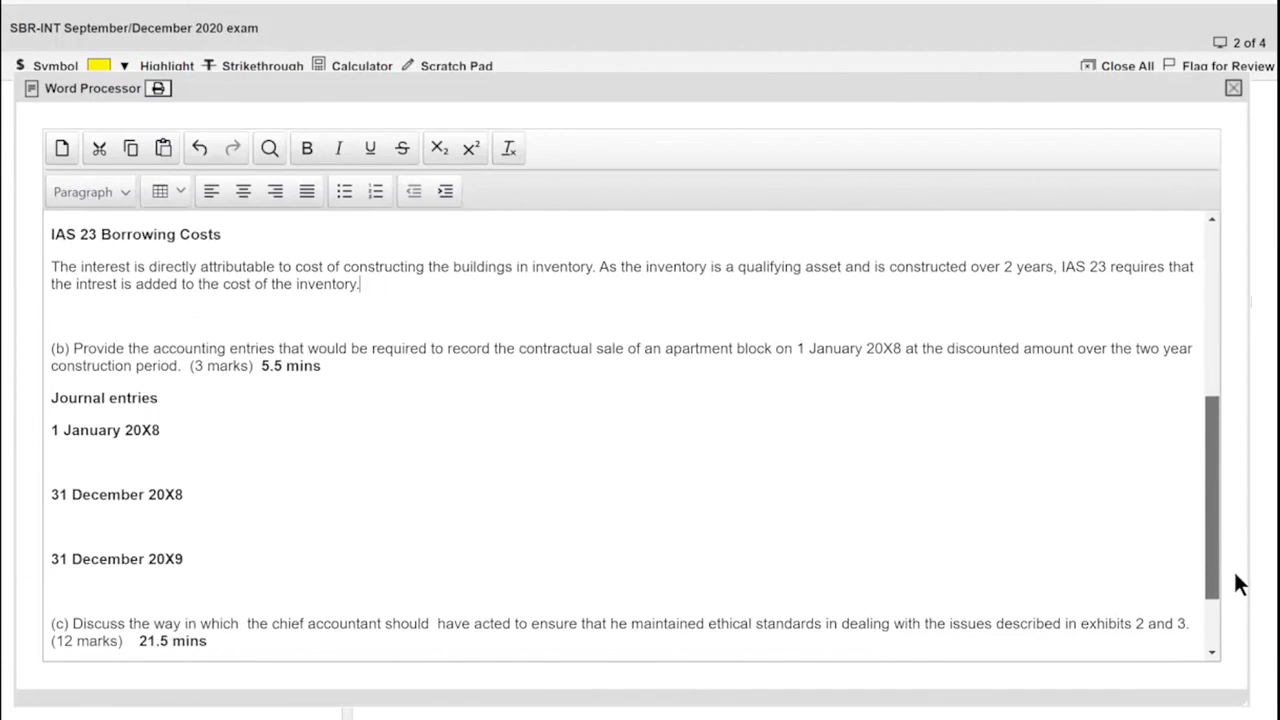 SBR-INT September/December 2020 exam
2 of 4
$ Symbol Highlight T Strikethrough Calculator Scratch Pad Close All Flag for Review
Word Processor
B I U S X₂ X² Tx
Paragraph
IAS 23 Borrowing Costs
The interest is directly attributable to cost of constructing the buildings in inventory. As the inventory is a qualifying asset and is constructed over 2 years, IAS 23 requires that
the intrest is added to the cost of the inventory.
(b) Provide the accounting entries that would be required to record the contractual sale of an apartment block on 1 January 20X8 at the discounted amount over the two year
construction period. (3 marks) 5.5 mins
Journal entries
1 January 20X8
31 December 20X8
31 December 20X9
(c) Discuss the way in which the chief accountant should have acted to ensure that he maintained ethical standards in dealing with the issues described in exhibits 2 and 3.
(12 marks) 21.5 mins